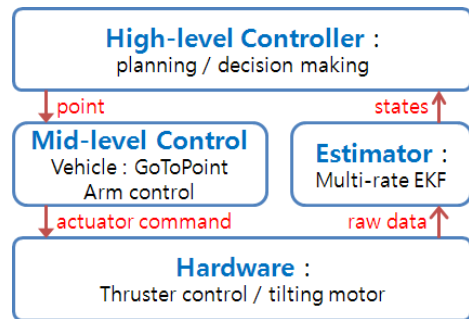 High-level Controller :
planning / decision making
point
states
Mid-level Control
Vehicle : GoToPoint
Arm control
Estimator :
Multi-rate EKF
actuator command
raw data
Hardware :
Thruster control / tilting motor